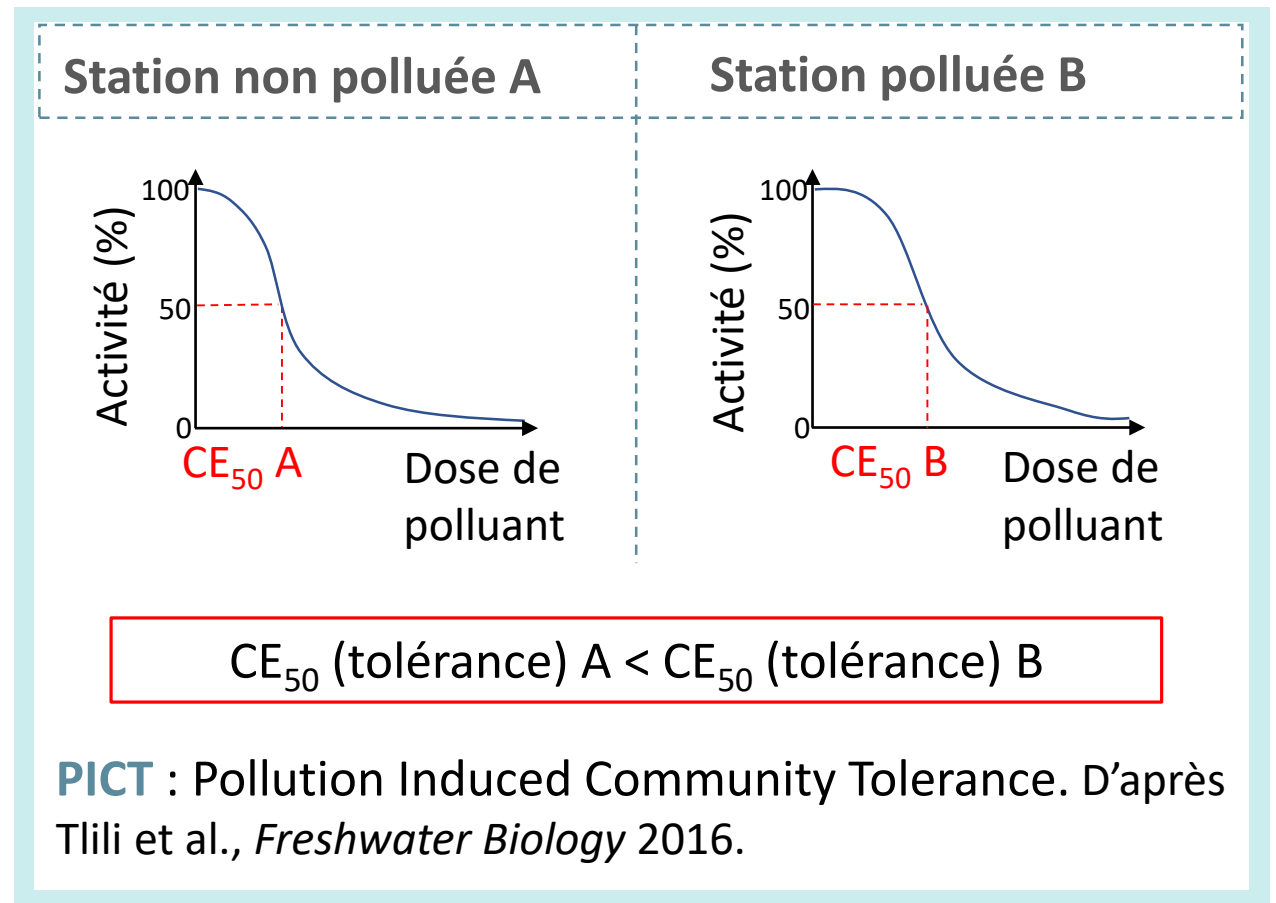 Station non polluée A
Station polluée B
100
50
0
Activité (%)
CE50 A
Dose de
polluant
100
50
0
Activité (%)
CE50 B
Dose de
polluant
CE50 (tolérance) A < CE50 (tolérance) B
PICT : Pollution Induced Community Tolerance. D’après
Tlili et al., Freshwater Biology 2016.